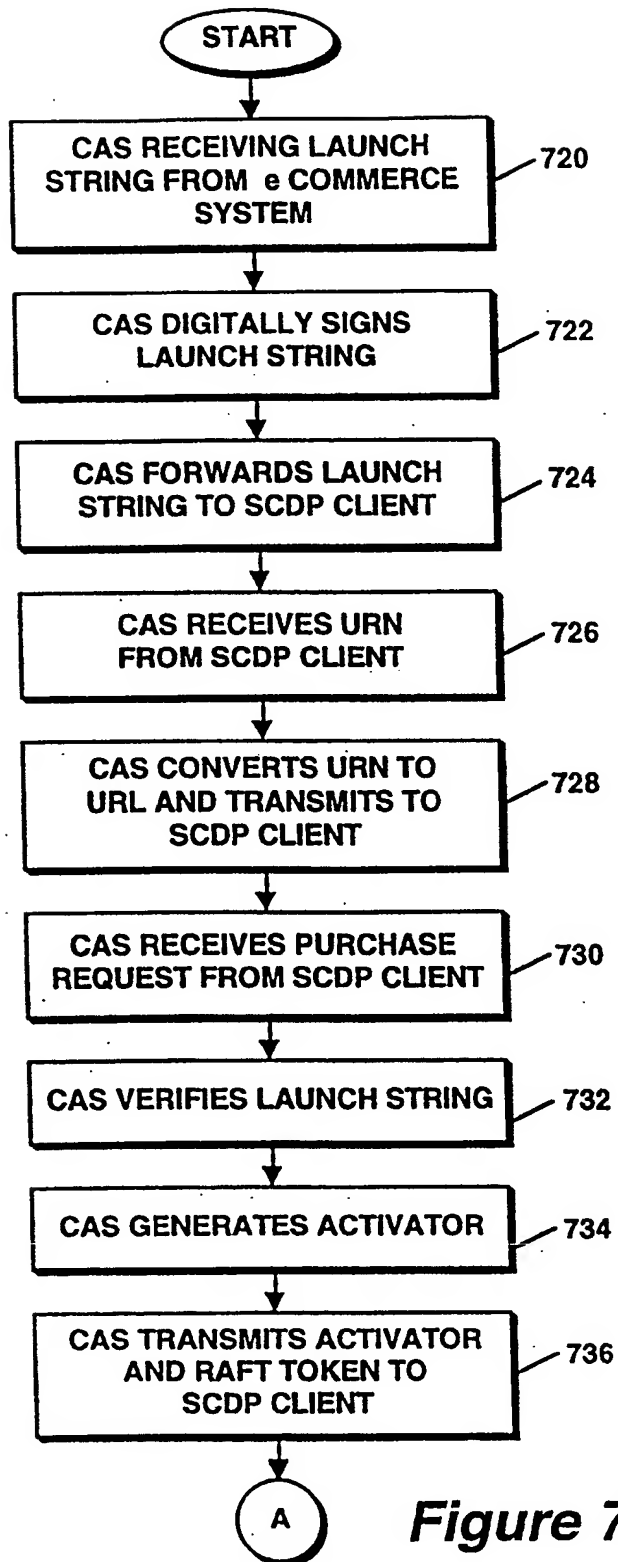 START
CAS RECEIVING LAUNCH
STRING FROM e COMMERCE
SYSTEM
720
CAS DIGITALLY SIGNS
LAUNCH STRING
722
CAS FORWARDS LAUNCH
STRING TO SCDP CLIENT
724
CAS RECEIVES URN
FROM SCDP CLIENT
726
CAS CONVERTS URN TO
URL AND TRANSMITS TO
SCDP CLIENT
728
CAS RECEIVES PURCHASE
REQUEST FROM SCDP CLIENT
730
CAS VERIFIES LAUNCH STRING
732
CAS GENERATES ACTIVATOR
734
CAS TRANSMITS ACTIVATOR
AND RAFT TOKEN TO
SCDP CLIENT
736
A
Figure 7